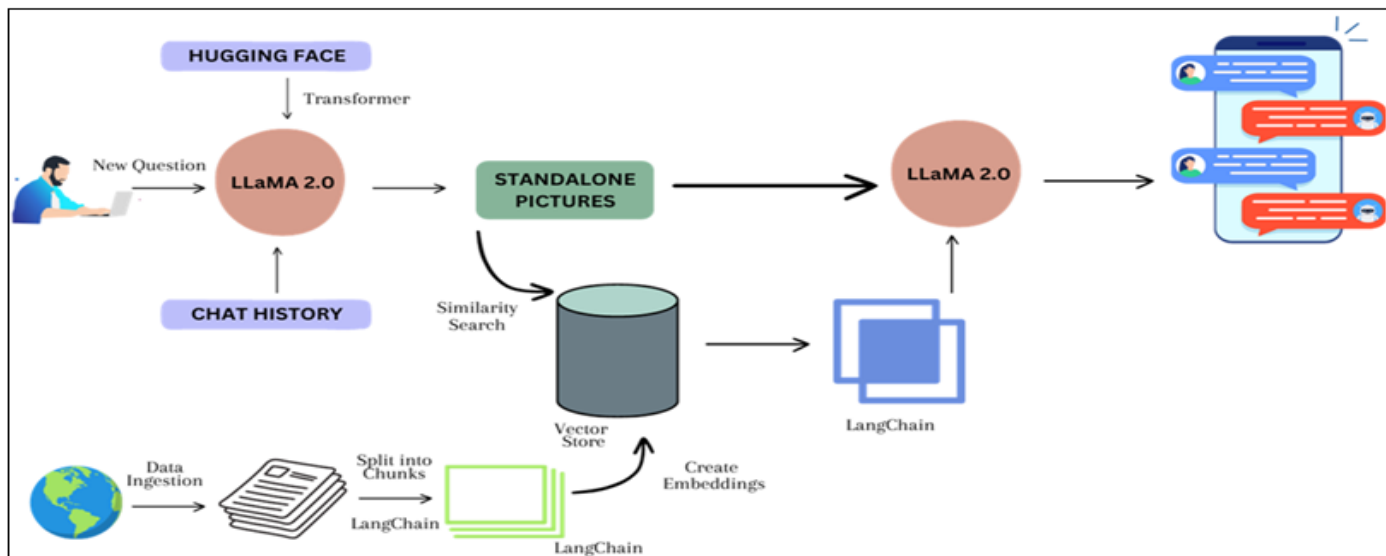 HUGGING FACE
Transformer
New Question
LLaMA 2.0
STANDALONE
PICTURES
LLaMA 2.0
CHAT HISTORY
Similarity
Search
Vector
Store
LangChain
Data
Ingestion
Split into
Chunks
LangChain
LangChain
Create
Embeddings